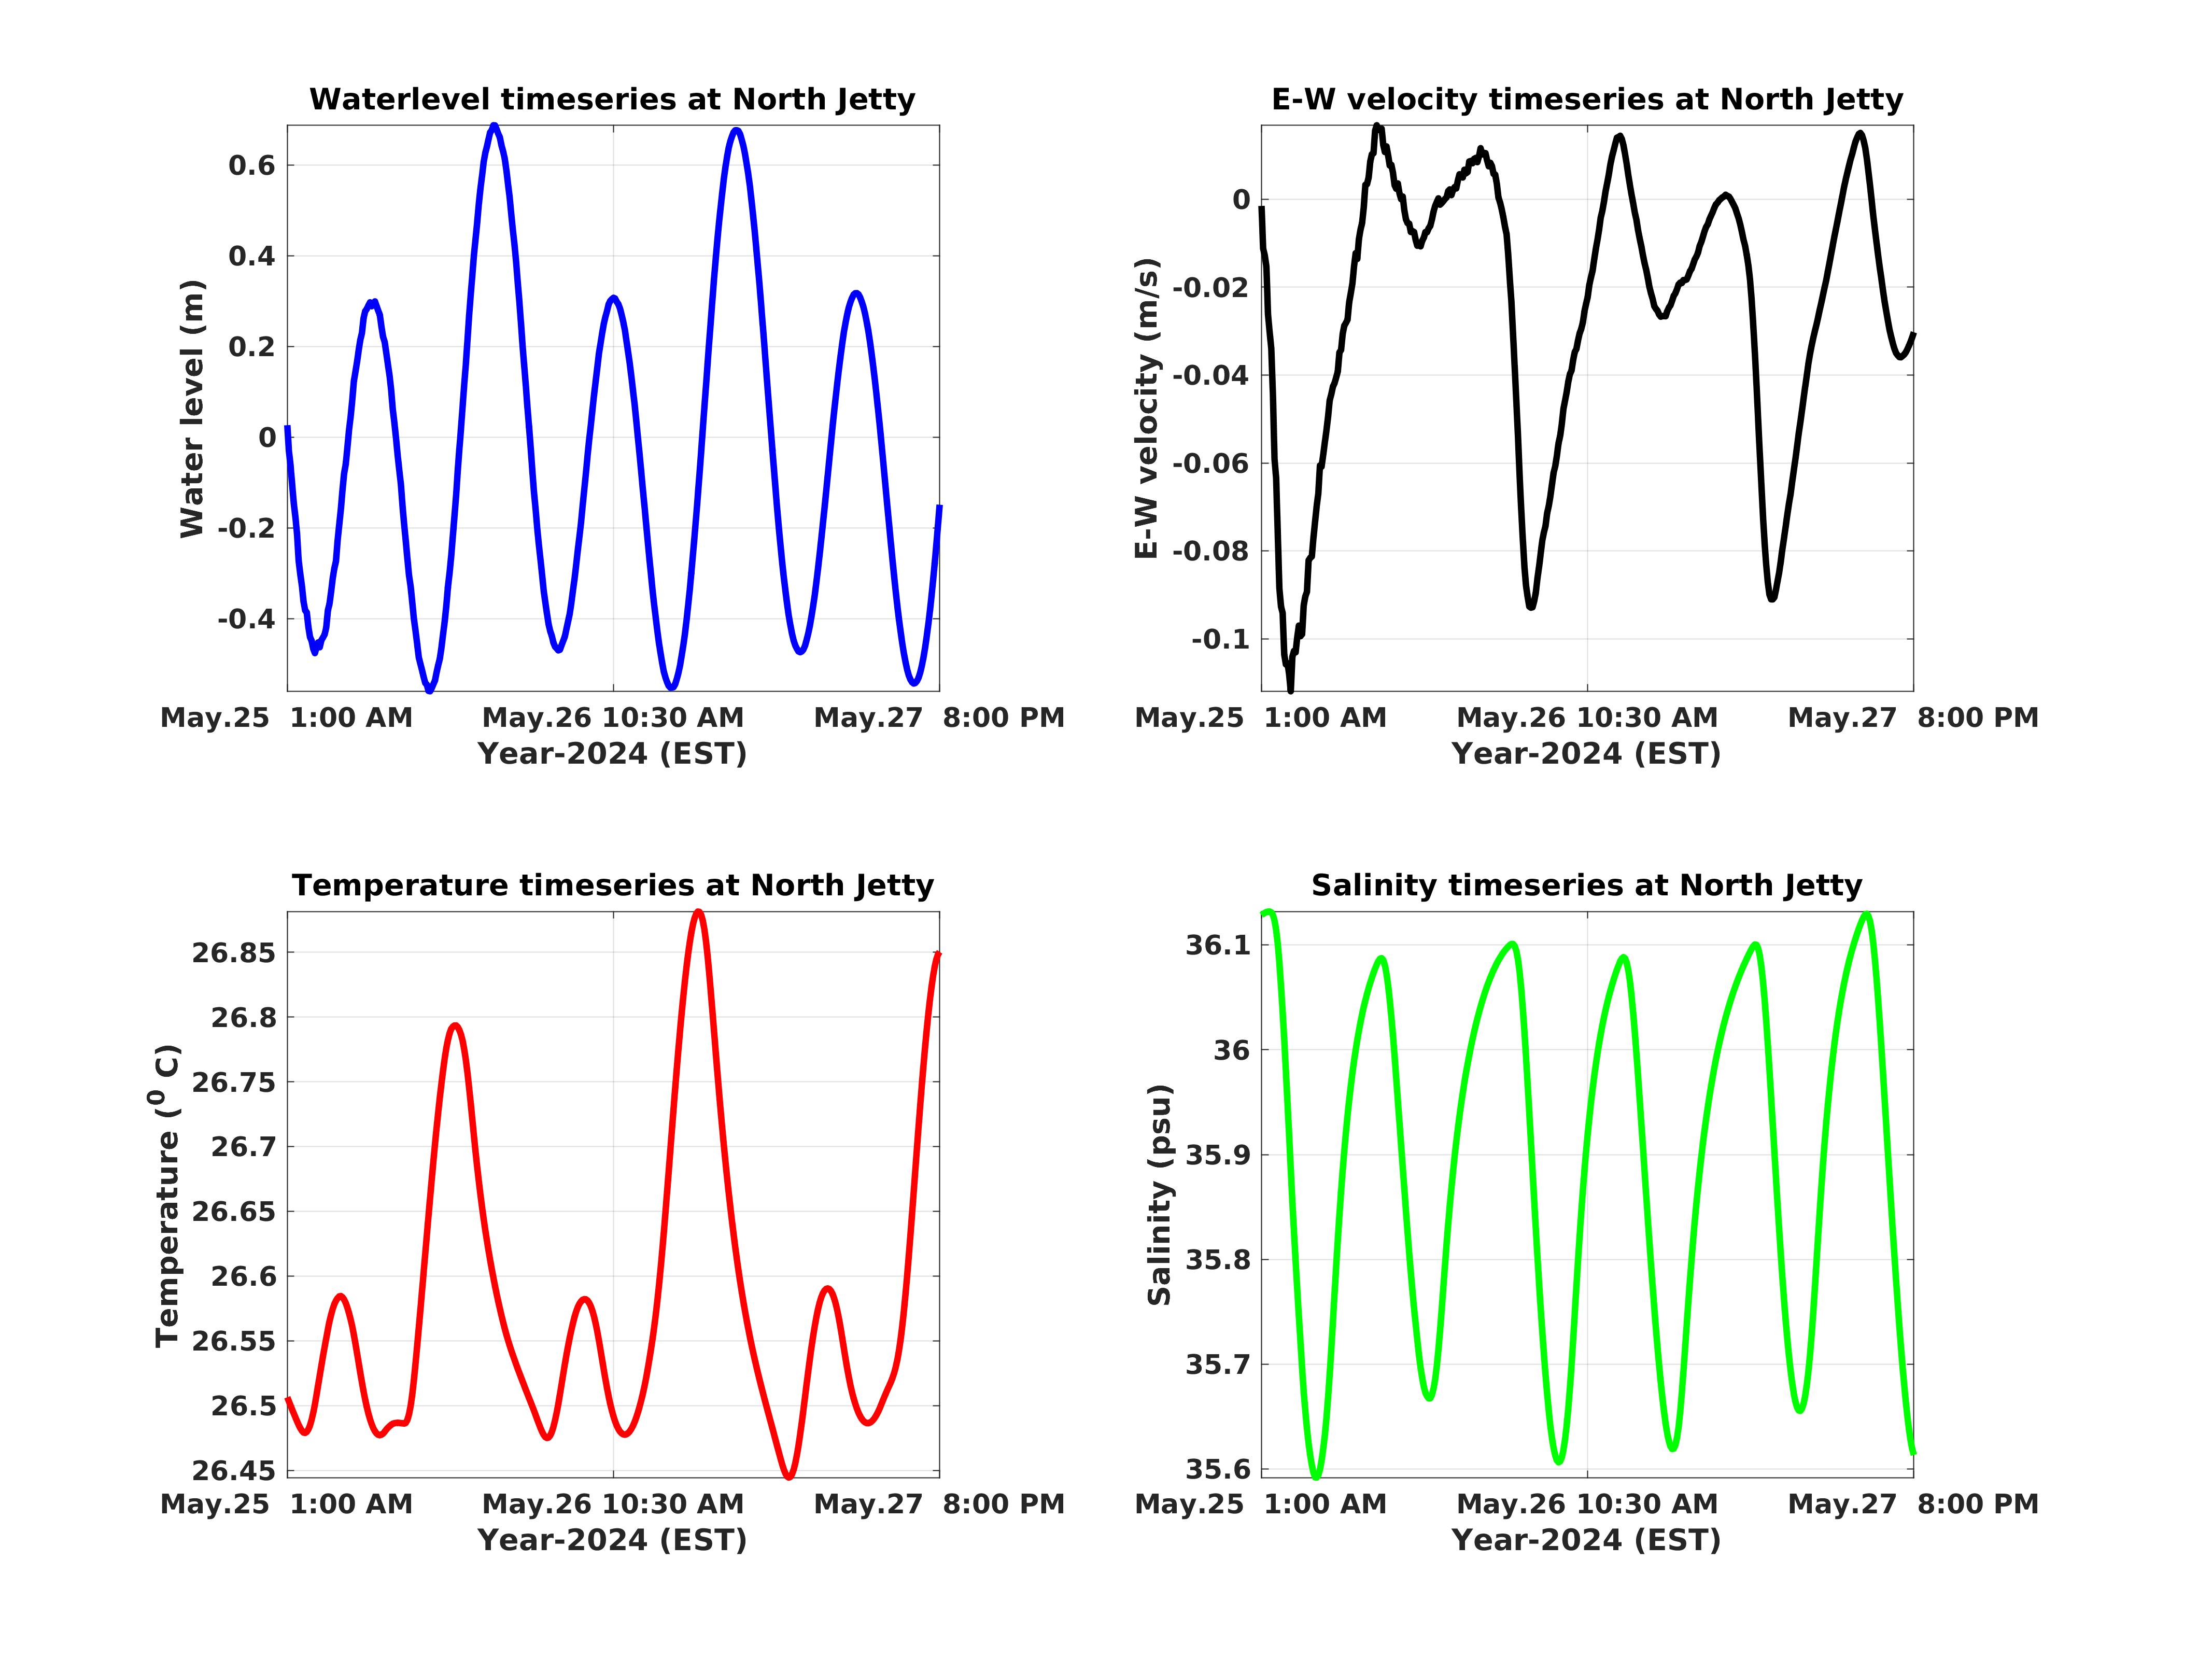 Waterlevel timeseries at North Jetty
0.6
0.4
0.2
0
-0.2
-0.4
Water level (m)
May.25 1:00 AM
May.26 10:30 AM
May.27 8:00 PM
Year-2024 (EST)
E-W velocity timeseries at North Jetty
0
-0.02
-0.04
-0.06
-0.08
-0.1
E-W velocity (m/s)
May.25 1:00 AM
May.26 10:30 AM
May.27 8:00 PM
Year-2024 (EST)
Temperature timeseries at North Jetty
26.85
26.8
26.75
26.7
26.65
26.6
26.55
26.5
26.45
Temperature (⁰ C)
May.25 1:00 AM
May.26 10:30 AM
May.27 8:00 PM
Year-2024 (EST)
Salinity timeseries at North Jetty
36.1
36
35.9
35.8
35.7
35.6
Salinity (psu)
May.25 1:00 AM
May.26 10:30 AM
May.27 8:00 PM
Year-2024 (EST)